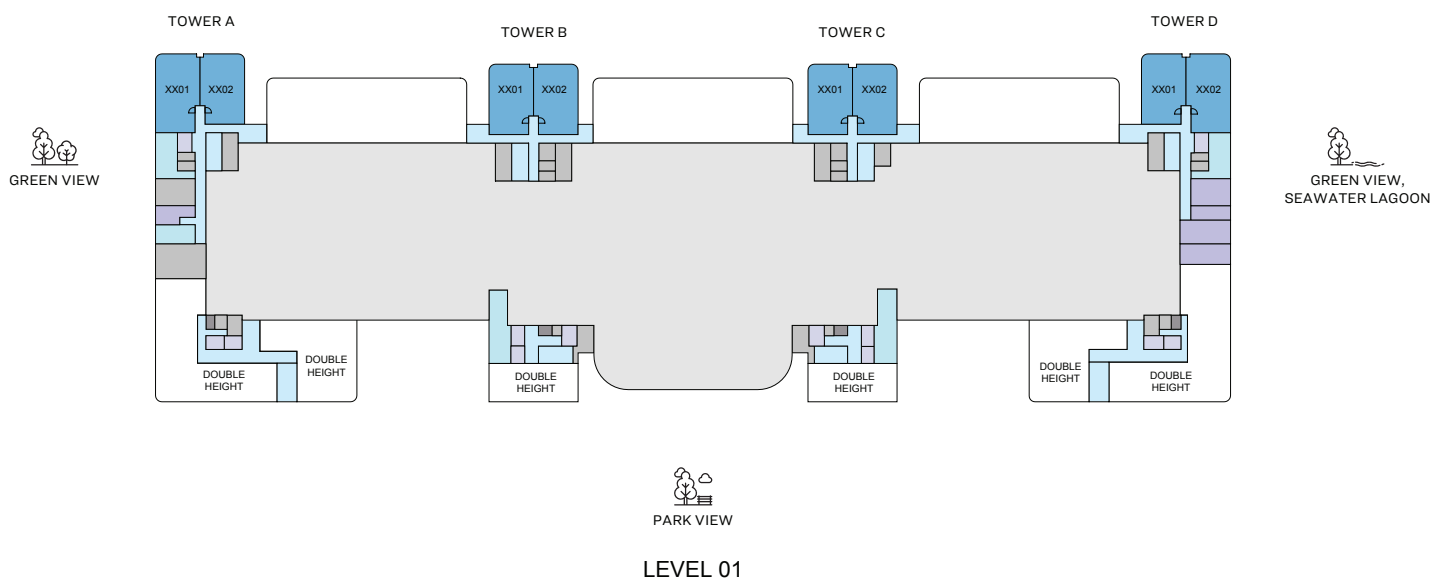 TOWER A
TOWER B
TOWER C
TOWER D
XX01
XX02
XX01
XX02
XX01
XX02
XX01
XX02
GREEN VIEW
GREEN VIEW,
SEAWATER LAGOON
DOUBLE
HEIGHT
DOUBLE
HEIGHT
DOUBLE
HEIGHT
DOUBLE
HEIGHT
DOUBLE
HEIGHT
DOUBLE
HEIGHT
PARK VIEW
LEVEL 01